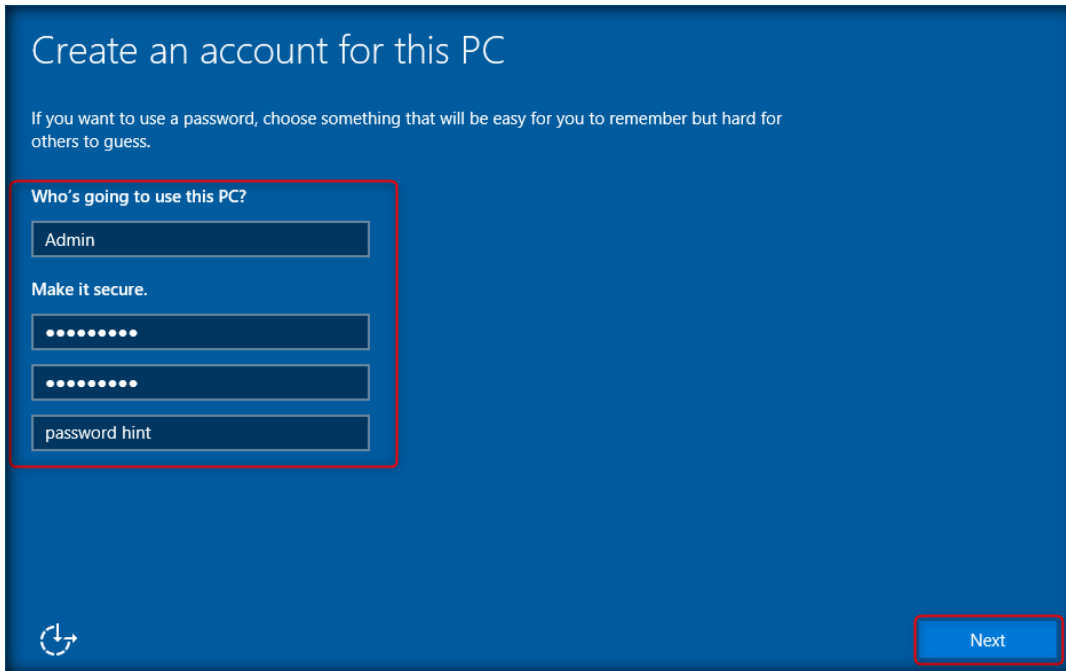 Create an account for this PC
If you want to use a password, choose something that will be easy for you to remember but hard for
others to guess.
Who's going to use this PC?
Admin
Make it secure.
●●●●●●●●●
●●●●●●●●●
password hint
Next